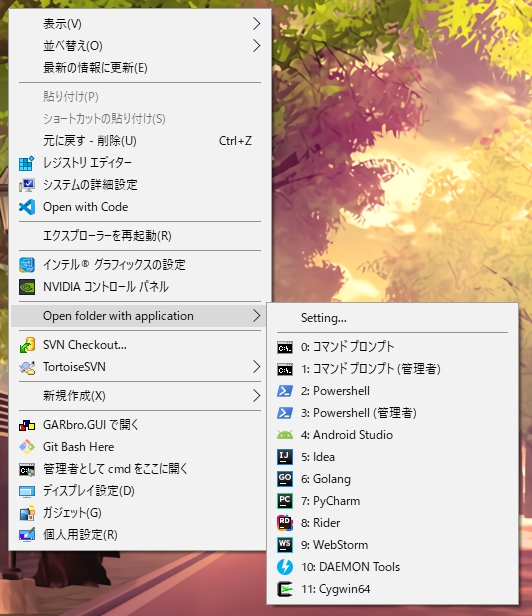 表示(V)
並べ替え(O)
最新の情報に更新(E)
貼り付け(P)
ショートカットの貼り付け(S)
元に戻す - 削除(U) Ctrl+Z
レジストリ エディター
システムの詳細設定
Open with Code
エクスプローラーを再起動(R)
インテル® グラフィックスの設定
NVIDIA コントロール パネル
Open folder with application
SVN Checkout...
TortoiseSVN
新規作成(X)
GARbro.GUI で開く
Git Bash Here
管理者として cmd をここに開く
ディスプレイ設定(D)
ガジェット(G)
個人用設定(R)
Setting...
0: コマンドプロンプト
1: コマンドプロンプト (管理者)
2: Powershell
3: Powershell (管理者)
4: Android Studio
5: Idea
6: Golang
7: PyCharm
8: Rider
9: WebStorm
10: DAEMON Tools
11: Cygwin64